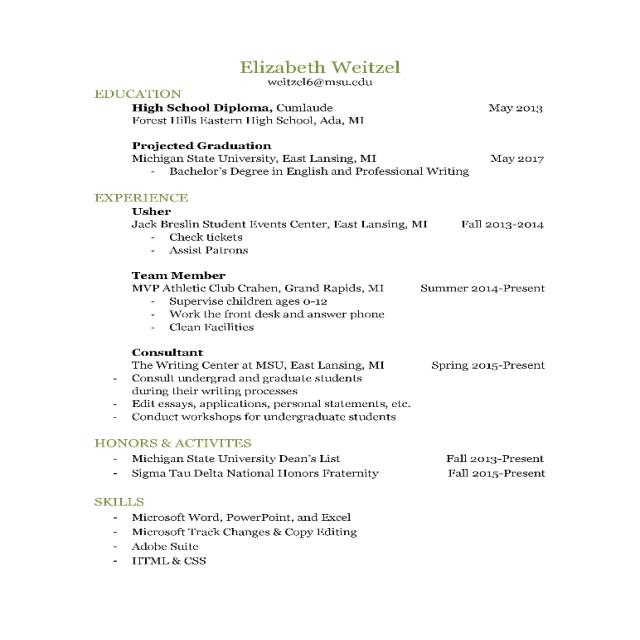 Elizabeth Weitzel
weitzel6@msu.edu
EDUCATION
High School Diploma, Cumlaude May 2013
Forest Hills Eastern High School, Ada, MI
Projected Graduation
Michigan State University, East Lansing, MI May 2017
- Bachelor's Degree in English and Professional Writing
EXPERIENCE
Usher
Jack Breslin Student Events Center, East Lansing, MI Fall 2013-2014
- Check tickets
- Assist Patrons
Team Member
MVP Athletic Club Crahen, Grand Rapids, MI Summer 2014-Present
- Supervise children ages 0-12
- Work the front desk and answer phone
- Clean Facilities
Consultant
The Writing Center at MSU, East Lansing, MI Spring 2015-Present
- Consult undergrad and graduate students
during their writing processes
- Edit essays, applications, personal statements, etc.
- Conduct workshops for undergraduate students
HONORS & ACTIVITES
- Michigan State University Dean's List Fall 2013-Present
- Sigma Tau Delta National Honors Fraternity Fall 2015-Present
SKILLS
- Microsoft Word, PowerPoint, and Excel
- Microsoft Track Changes & Copy Editing
- Adobe Suite
- HTML & CSS